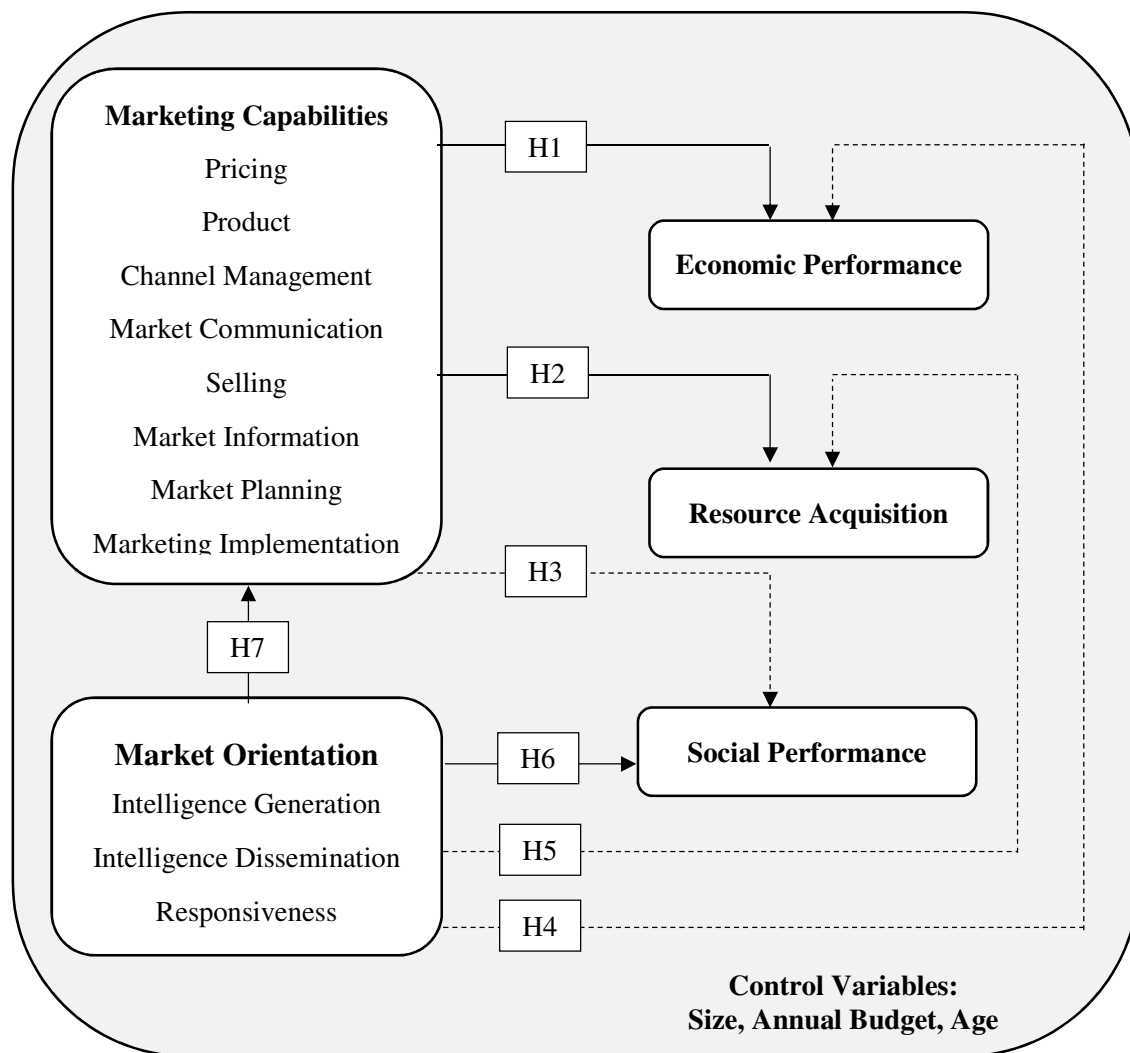 Marketing Capabilities
Pricing
Product
Channel Management
Market Communication
Selling
Market Information
Market Planning
Marketing Implementation
H1
Economic Performance
H2
Resource Acquisition
H3
H7
Market Orientation
Intelligence Generation
Intelligence Dissemination
Responsiveness
H6
Social Performance
H5
H4
Control Variables:
Size, Annual Budget, Age